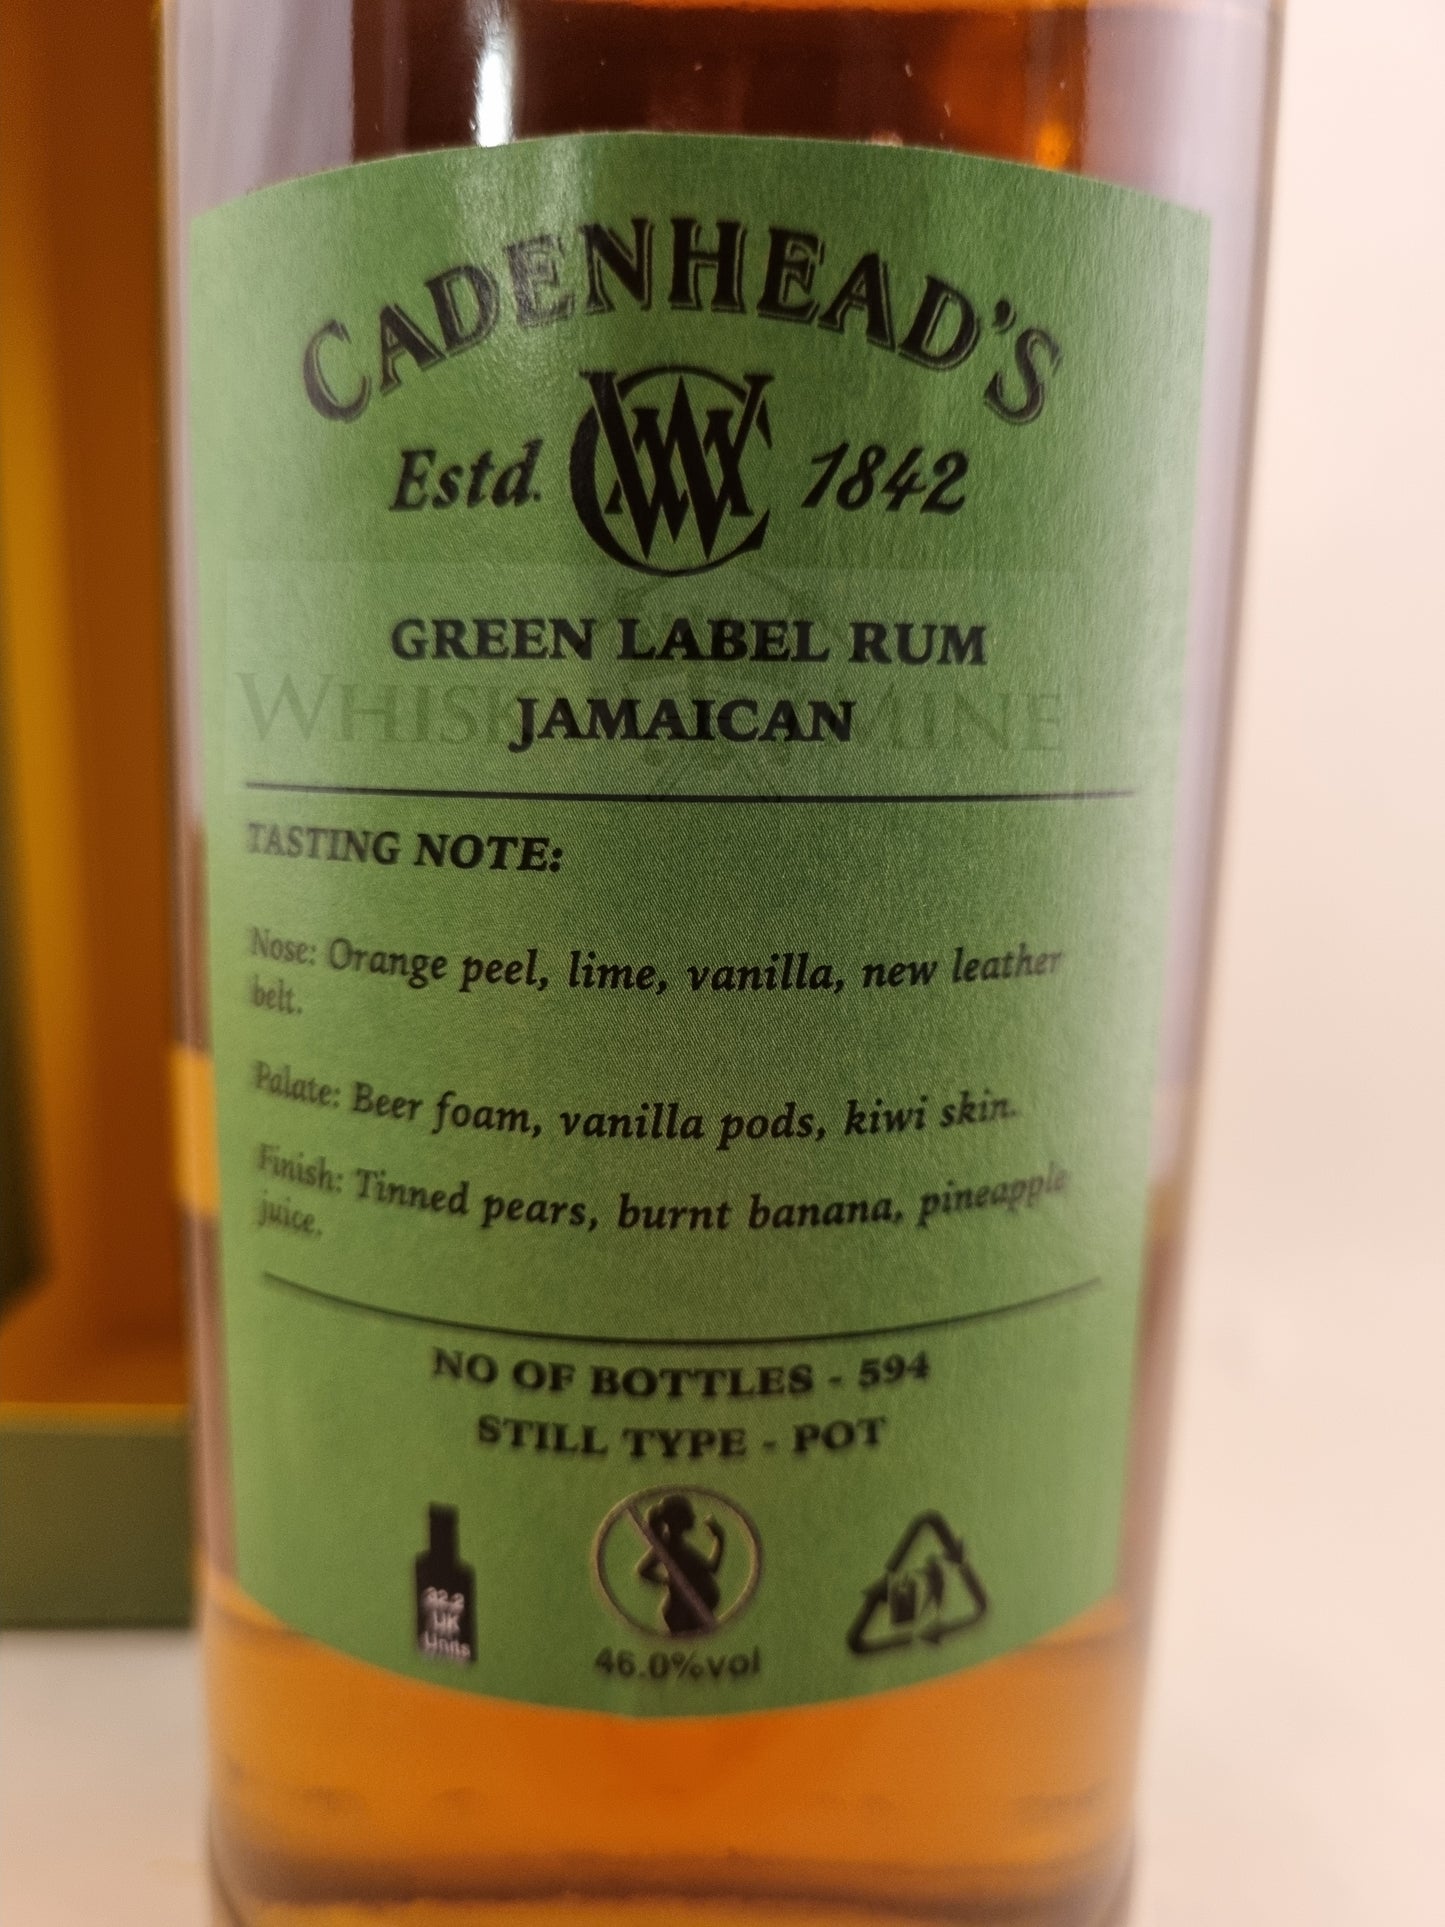 CADENHEAD'S
Estd. 1842
GREEN LABEL RUM
JAMAICAN
TASTING NOTE:
Nose: Orange peel, lime, vanilla, new leather
belt.
Palate: Beer foam, vanilla pods, kiwi skin.
Finish: Tinned pears, burnt banana, pineapple
juice.
NO OF BOTTLES - 594
STILL TYPE - POT
32.2
UK
Units
46.0%vol